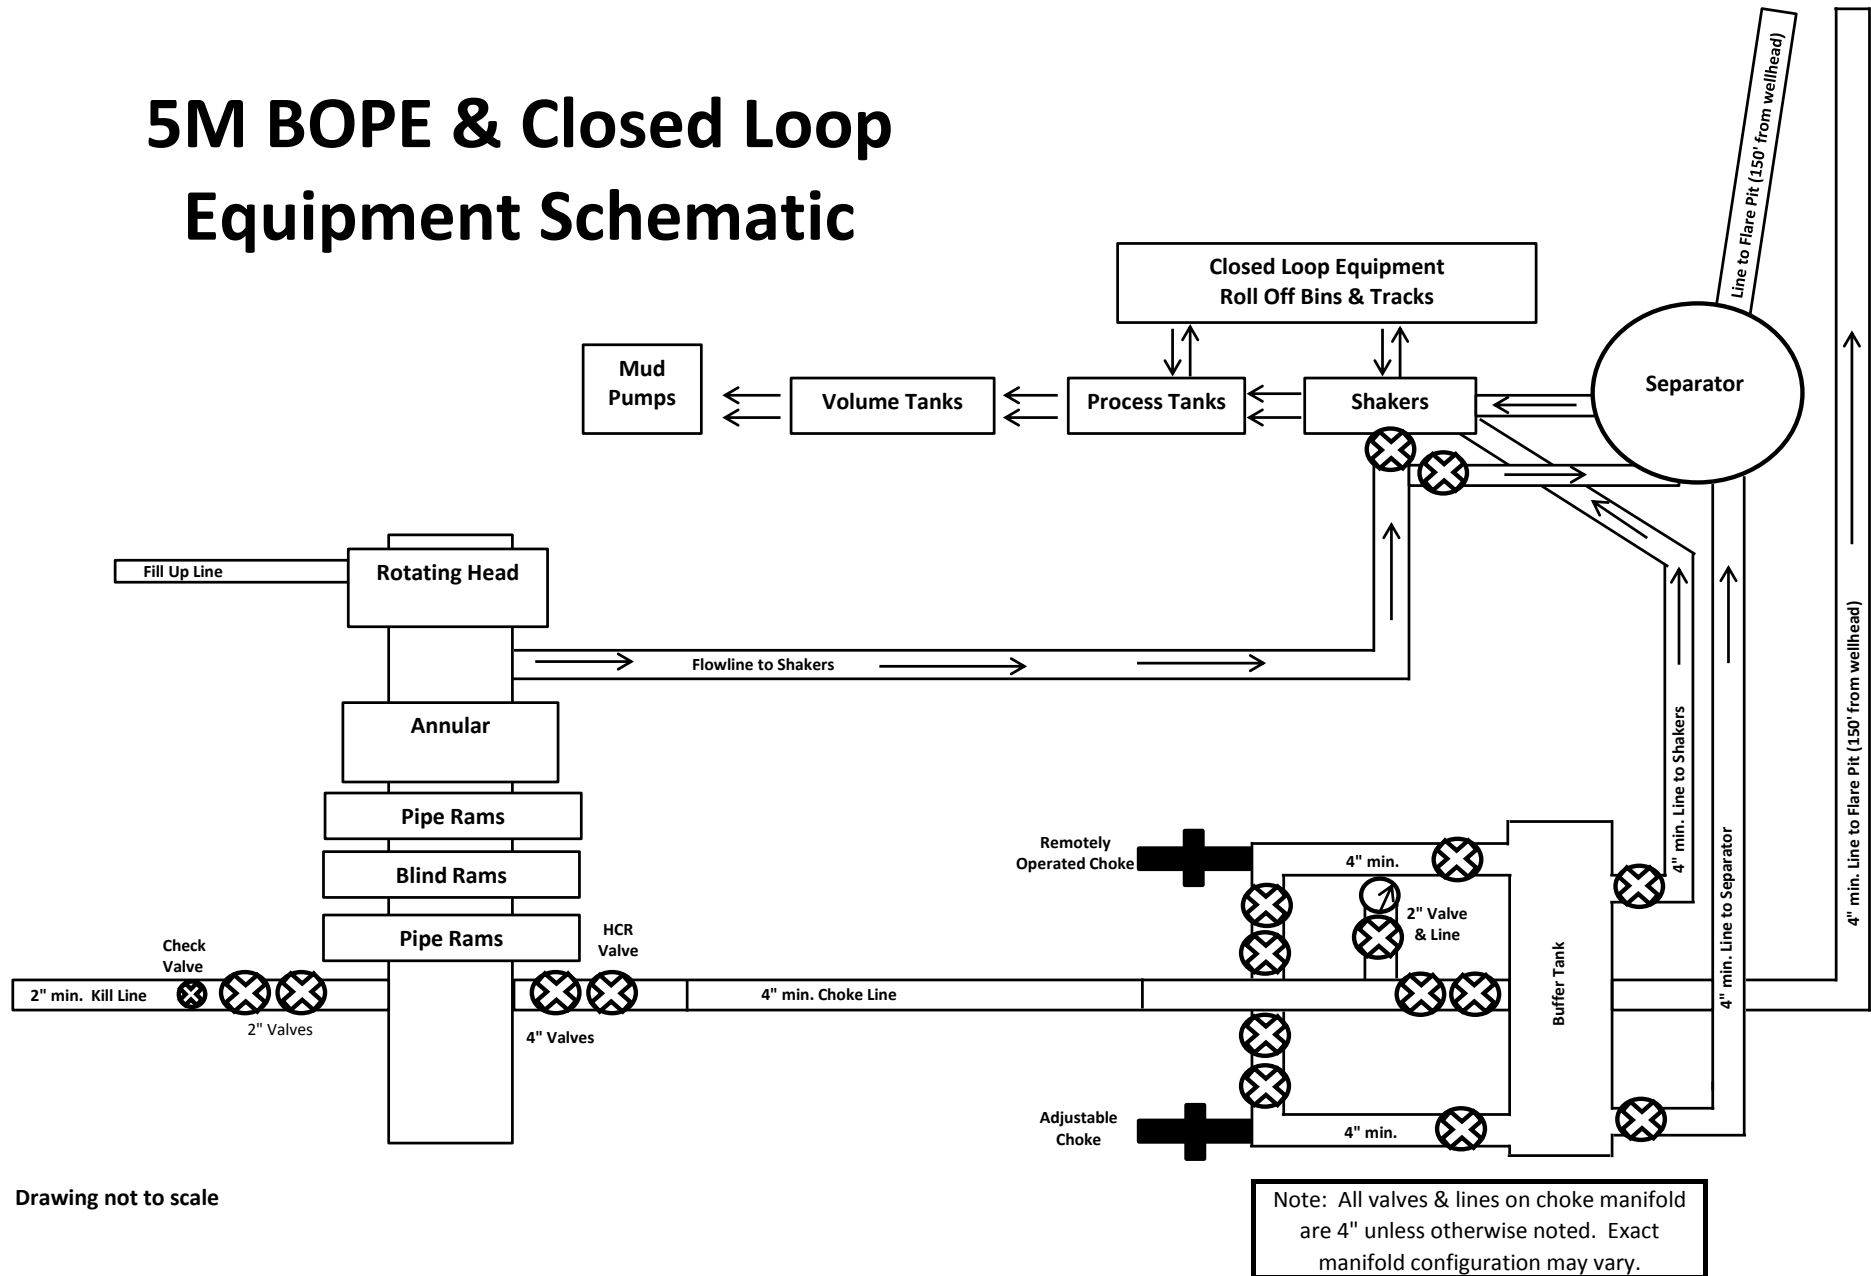 5M BOPE & Closed Loop
Equipment Schematic
Line to Flare Pit (150' from wellhead)
Closed Loop Equipment
Roll Off Bins & Tracks
Mud
Pumps
Volume Tanks
Process Tanks
Shakers
Separator
Fill Up Line
Rotating Head
Flowline to Shakers
Annular
Pipe Rams
Blind Rams
Pipe Rams
Check
Valve
2" min.  Kill Line
2" Valves
HCR
Valve
4" Valves
4" min. Choke Line
Remotely
Operated Choke
4" min.
2" Valve
& Line
Adjustable
Choke
4" min.
Buffer Tank
4" min. Line to Shakers
4" min. Line to Separator
4" min. Line to Flare Pit (150' from wellhead)
Drawing not to scale
Note:  All valves & lines on choke manifold
are 4" unless otherwise noted.  Exact
manifold configuration may vary.